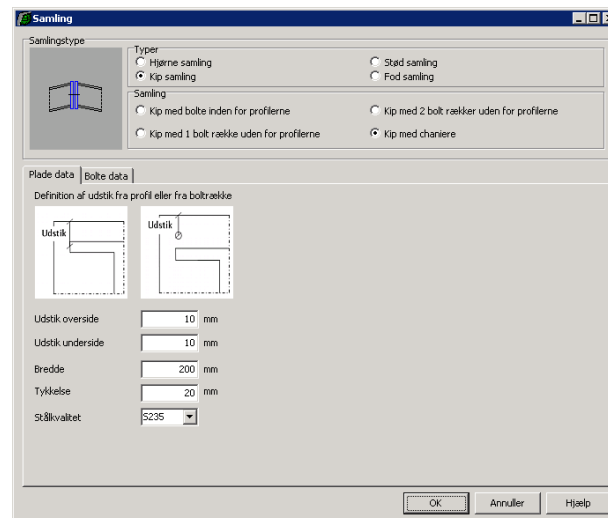 Samling
Samlingstype
Typer
Hjørne samling
Stød samling
Kip samling
Fod samling
Samling
Kip med bolte inden for profilerne
Kip med 2 bolt rækker uden for profilerne
Kip med 1 bolt række uden for profilerne
Kip med chaniere
Plade data
Bolte data
Definition af udstik fra profil eller fra boltrække
Udstik
Udstik
Udstik overside 10 mm
Udstik underside 10 mm
Bredde 200 mm
Tykkelse 20 mm
Stålkvalitet S235
OK
Annuller
Hjælp